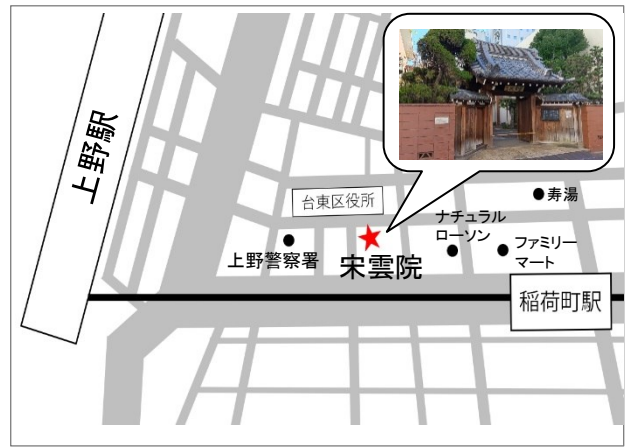 上野駅
台東区役所
寿湯
ナチュラル
ローソン
ファミリー
マート
上野警察署
宋雲院
稲荷町駅